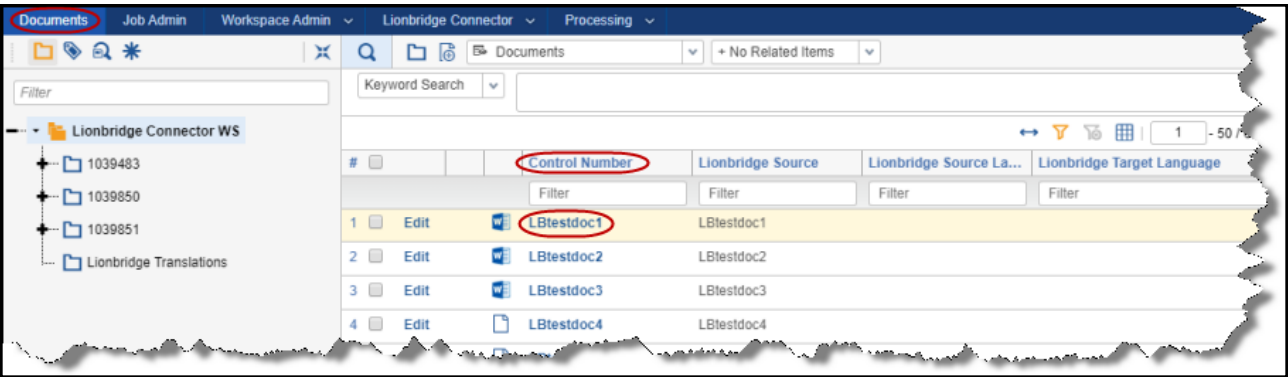 Documents Job Admin Workspace Admin Lionbridge Connector Processing
Documents + No Related Items
Keyword Search
Filter
Lionbridge Connector WS
1039483
1039850
1039851
Lionbridge Translations
1 - 50 /
# Control Number Lionbridge Source Lionbridge Source La... Lionbridge Target Language
Filter Filter Filter Filter
1 Edit LBtestdoc1 LBtestdoc1
2 Edit LBtestdoc2 LBtestdoc2
3 Edit LBtestdoc3 LBtestdoc3
4 Edit LBtestdoc4 LBtestdoc4